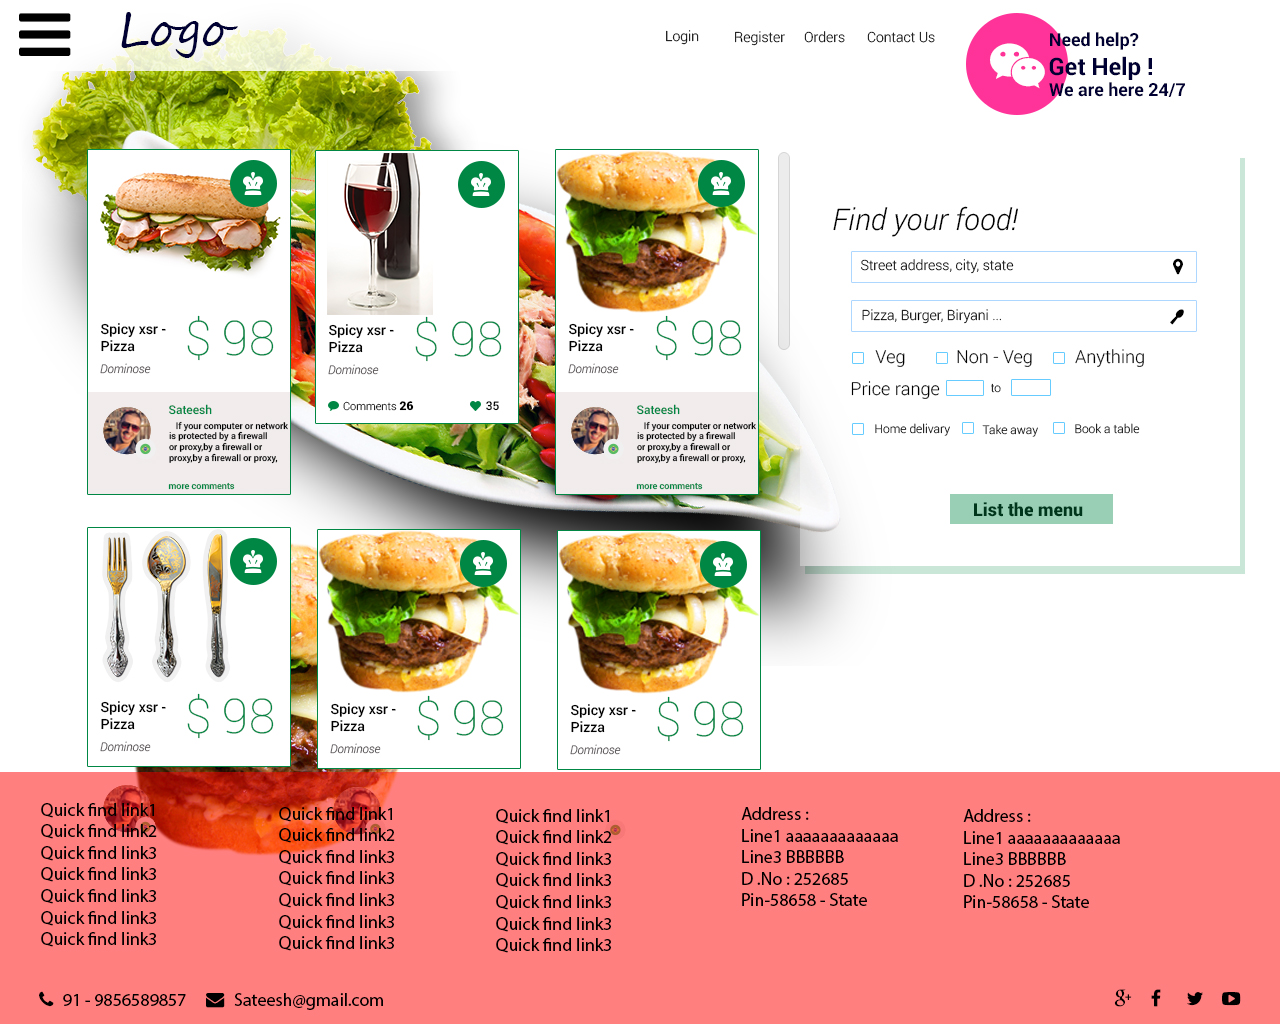 Logo
Login
Register
Orders
Contact Us
Need help?
Get Help !
We are here 24/7
Spicy xsr -
Pizza
$ 98
Dominose
Sateesh
If your computer or network
is protected by a firewall
or
proxy,by a firewall or proxy,
more comments
Spicy xsr -
Pizza
$ 98
Dominose
Comments 26
35
Spicy xsr -
Pizza
$ 98
Dominose
Sateesh
If your computer or network
is protected by a firewall
or
proxy,by a firewall or proxy,
more comments
Find your food!
Street address, city, state
Pizza, Burger, Biryani ...
Veg
Non - Veg
Anything
Price range
to
Home delivary
Take away
Book a table
List the menu
Spicy xsr -
Pizza
$ 98
Dominose
Spicy xsr -
Pizza
$ 98
Dominose
Spicy xsr -
Pizza
$ 98
Dominose
Quick find link1
Quick find link2
Quick find link3
Quick find link3
Quick find link3
Quick find link3
Quick find link3
Quick find link1
Quick find link2
Quick find link3
Quick find link3
Quick find link3
Quick find link3
Quick find link3
Quick find link1
Quick find link2
Quick find link3
Quick find link3
Quick find link3
Quick find link3
Quick find link3
Address :
Line1 aaaaaaaaaaaaa
Line3 BBBBBB
D .No : 252685
Pin-58658 - State
Address :
Line1 aaaaaaaaaaaaa
Line3 BBBBBB
D .No : 252685
Pin-58658 - State
91 - 9856589857
Sateesh@gmail.com